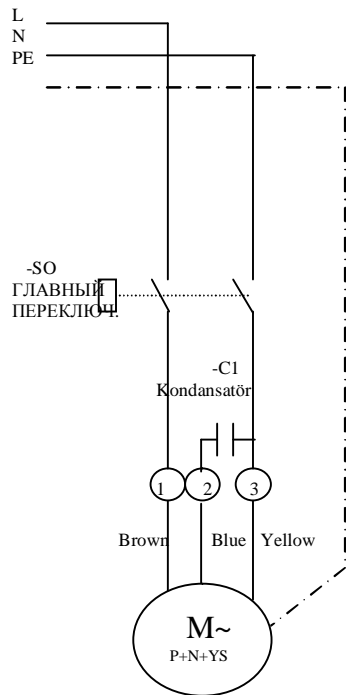 L
N
PE
-SO
ГЛАВНЫЙ
ПЕРЕКЛЮЧ.
-C1
Kondansatör
1 2 3
Brown Blue Yellow
M~
P+N+YS